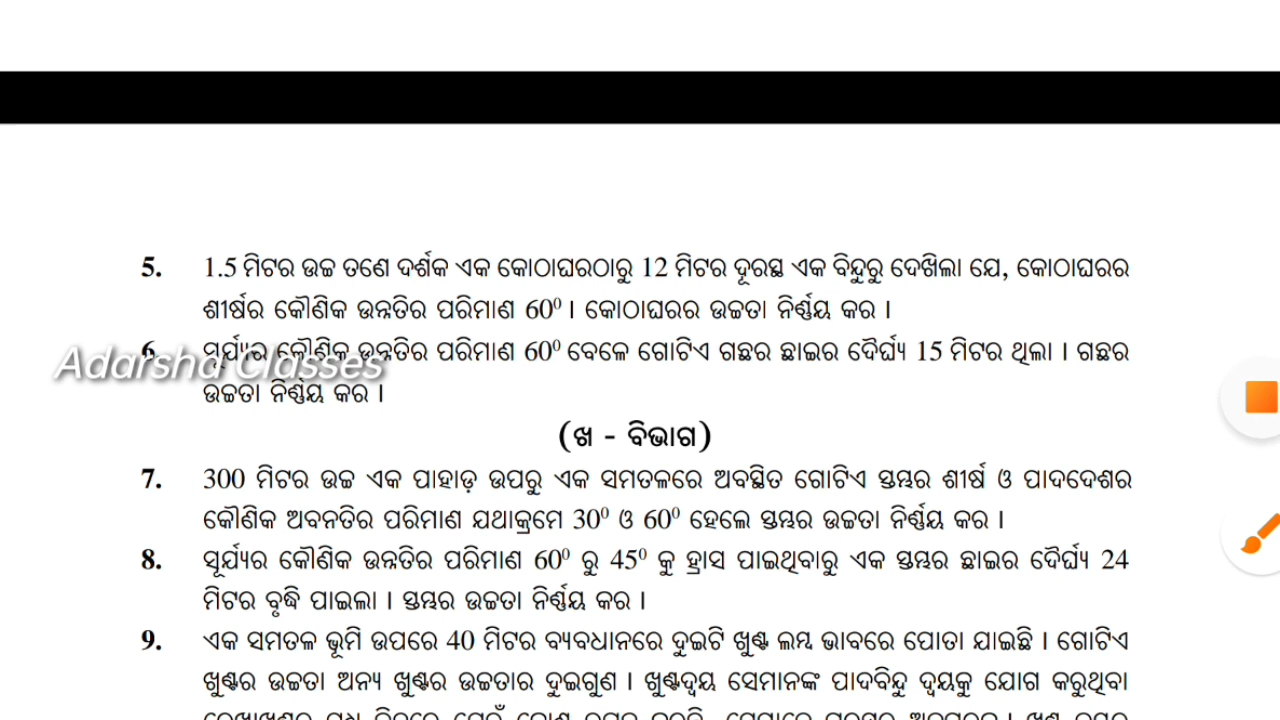 5. 1.5 ମିଟର ଉଚ୍ଚ ଜଣେ ଦର୍ଶକ ଏକ କୋଠାଘରଠାରୁ 12 ମିଟର ଦୂରସ୍ଥ ଏକ ବିନ୍ଦୁରୁ ଦେଖିଲା ଯେ, କୋଠାଘରର
ଶୀର୍ଷର କୌଣିକ ଉନ୍ନତିର ପରିମାଣ 60⁰ । କୋଠାଘରର ଉଚ୍ଚତା ନିର୍ଣ୍ଣୟ କର ।
6. ସୂର୍ଯ୍ୟର କୌଣିକ ଉନ୍ନତିର ପରିମାଣ 60⁰ ବେଳେ ଗୋଟିଏ ଗଛର ଛାଇର ଦୈର୍ଘ୍ୟ 15 ମିଟର ଥିଲା । ଗଛର
Adarsha Classes
ଉଚ୍ଚତା ନିର୍ଣ୍ଣୟ କର ।
(ଖ - ବିଭାଗ)
7. 300 ମିଟର ଉଚ୍ଚ ଏକ ପାହାଡ଼ ଉପରୁ ଏକ ସମତଳରେ ଅବସ୍ଥିତ ଗୋଟିଏ ସ୍ତମ୍ଭର ଶୀର୍ଷ ଓ ପାଦଦେଶର
କୌଣିକ ଅବନତିର ପରିମାଣ ଯଥାକ୍ରମେ 30⁰ ଓ 60⁰ ହେଲେ ସ୍ତମ୍ଭର ଉଚ୍ଚତା ନିର୍ଣ୍ଣୟ କର ।
8. ସୂର୍ଯ୍ୟର କୌଣିକ ଉନ୍ନତିର ପରିମାଣ 60⁰ ରୁ 45⁰ କୁ ହ୍ରାସ ପାଇଥିବାରୁ ଏକ ସ୍ତମ୍ଭର ଛାଇର ଦୈର୍ଘ୍ୟ 24
ମିଟର ବୃଦ୍ଧି ପାଇଲା । ସ୍ତମ୍ଭର ଉଚ୍ଚତା ନିର୍ଣ୍ଣୟ କର ।
9. ଏକ ସମତଳ ଭୂମି ଉପରେ 40 ମିଟର ବ୍ୟବଧାନରେ ଦୁଇଟି ଖୁଣ୍ଟ ଲମ୍ବ ଭାବରେ ପୋତା ଯାଇଛି । ଗୋଟିଏ
ଖୁଣ୍ଟର ଉଚ୍ଚତା ଅନ୍ୟ ଖୁଣ୍ଟର ଉଚ୍ଚତାର ଦୁଇଗୁଣ । ଖୁଣ୍ଟଦ୍ୱୟ ସେମାନଙ୍କ ପାଦବିନ୍ଦୁ ଦ୍ୱୟକୁ ଯୋଗ କରୁଥିବା